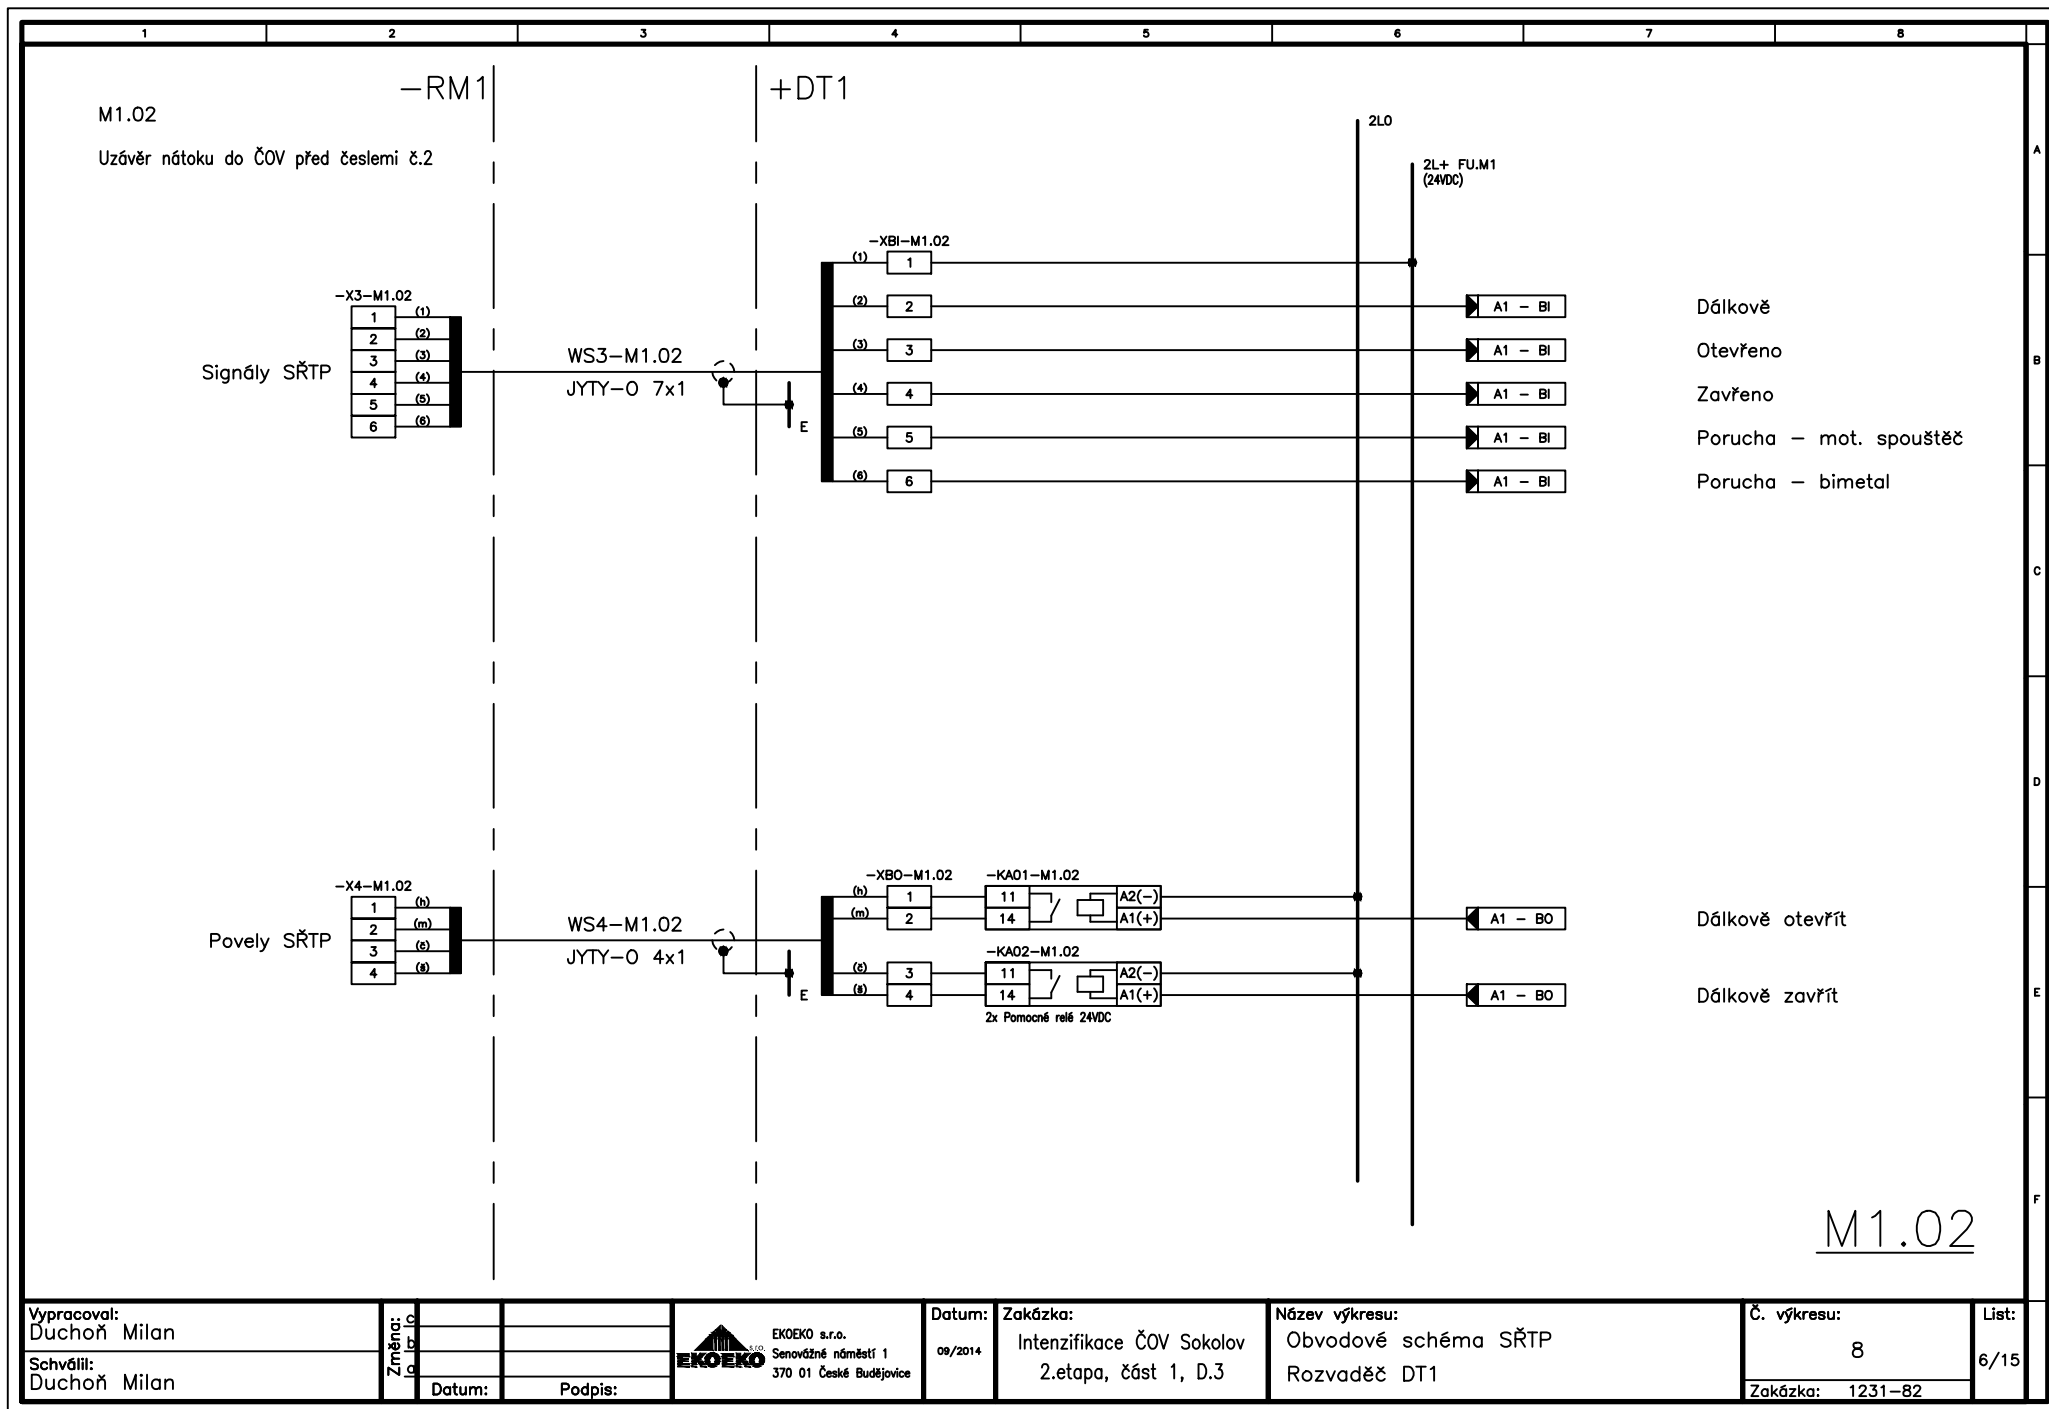 1 2 3 4 5 6 7 8
-RM1
+DT1
M1.02
Uzávěr nátoku do ČOV před česlemi č.2
2L0
2L+ FU.M1
(24VDC)
A
B
C
D
E
F
-XBI-M1.02
(1) 1
(2) 2 A1 - BI Dálkově
(3) 3 A1 - BI Otevřeno
(4) 4 A1 - BI Zavřeno
(5) 5 A1 - BI Porucha - mot. spouštěč
(6) 6 A1 - BI Porucha - bimetal
-X3-M1.02
1 (1)
2 (2)
3 (3)
4 (4)
5 (5)
6 (6)
Signály SŘTP
WS3-M1.02
JYTY-O 7x1
E
-X4-M1.02
1 (h)
2 (m)
3 (č)
4 (š)
Povely SŘTP
WS4-M1.02
JYTY-O 4x1
E
-XBO-M1.02
-KA01-M1.02
(h) 1 11 A2(-)
(m) 2 14 A1(+) A1 - BO Dálkově otevřít
-KA02-M1.02
(č) 3 11 A2(-)
(š) 4 14 A1(+) A1 - BO Dálkově zavřít
2x Pomocné relé 24VDC
M1.02
Vypracoval:
Duchoň Milan
Schválil:
Duchoň Milan
Změna:
c
b
a
Datum:
Podpis:
EKOEKO s.r.o.
EKOEKO s.r.o.
Senovážné náměstí 1
370 01 České Budějovice
Datum:
09/2014
Zakázka:
Intenzifikace ČOV Sokolov
2.etapa, část 1, D.3
Název výkresu:
Obvodové schéma SŘTP
Rozvaděč DT1
Č. výkresu:
8
Zakázka: 1231-82
List:
6/15